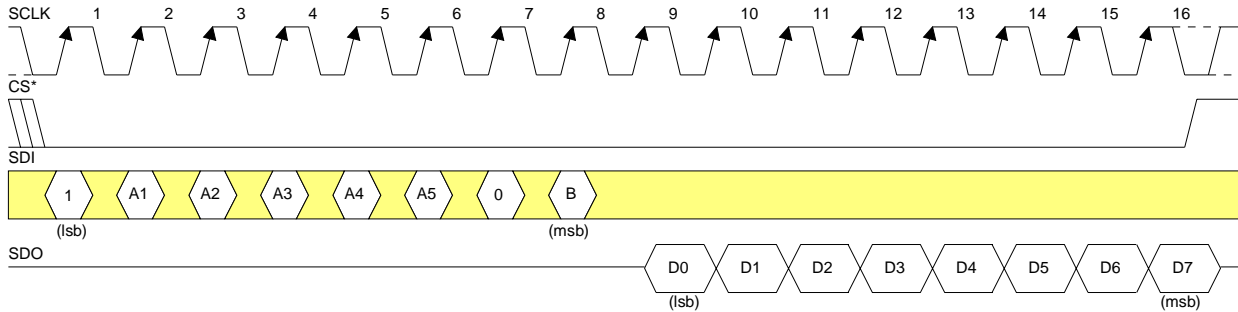 SCLK 1 2 3 4 5 6 7 8 9 10 11 12 13 14 15 16
CS*
SDI
1 A1 A2 A3 A4 A5 0 B
(lsb) (msb)
SDO
D0 D1 D2 D3 D4 D5 D6 D7
(lsb) (msb)